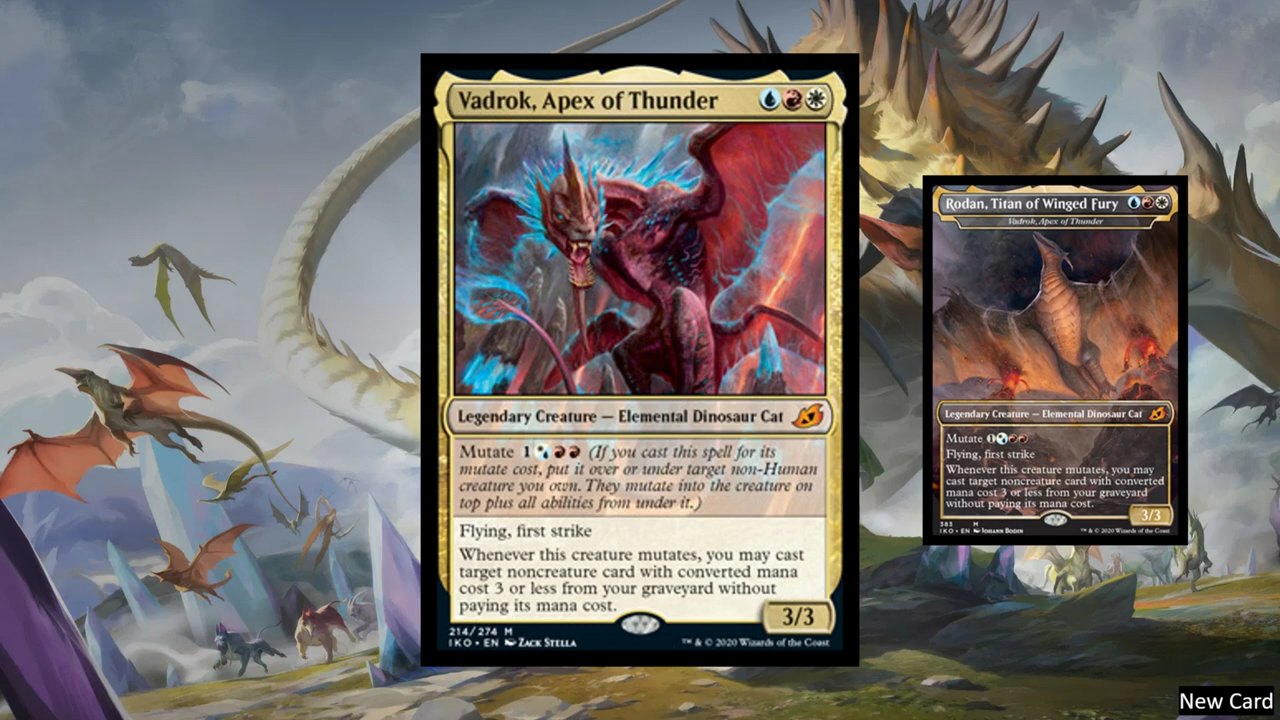 Vadrok, Apex of Thunder
Legendary Creature — Elemental Dinosaur Cat
Mutate 1 (If you cast this spell for its
mutate cost, put it over or under target non-Human
creature you own. They mutate into the creature on
top plus all abilities from under it.)
Flying, first strike
Whenever this creature mutates, you may cast
target noncreature card with converted mana
cost 3 or less from your graveyard without
paying its mana cost.
3/3
214/274 M
IKO • EN Zack Stella
™ & © 2020 Wizards of the Coast
Rodan, Titan of Winged Fury
Vadrok, Apex of Thunder
Legendary Creature — Elemental Dinosaur Cat
Mutate 1
Flying, first strike
Whenever this creature mutates, you may
cast target noncreature card with converted
mana cost 3 or less from your graveyard
without paying its mana cost.
3/3
383 M
IKO • EN Johann Bodin
™ & © 2020 Wizards of the Coast
New Card